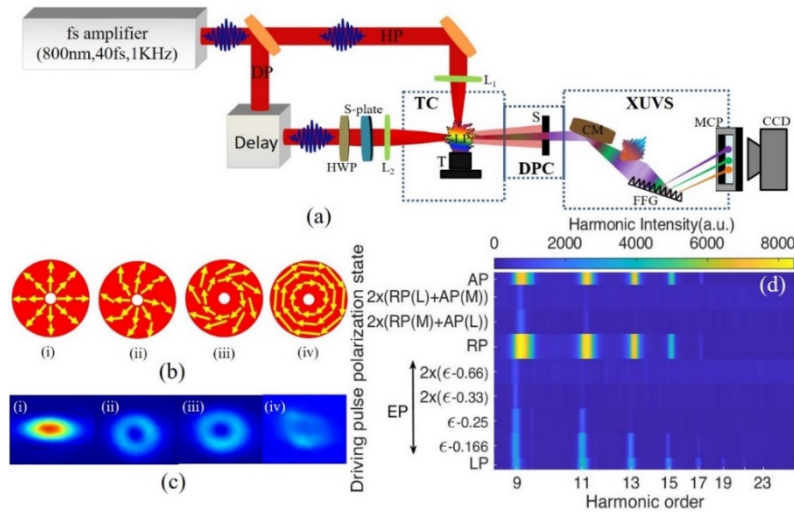 fs amplifier
(800nm,40fs,1KHz)
HP
DP
L1
Delay
S-plate
HWP
L2
TC
T
S
DPC
XUVS
CM
FFG
MCP
CCD
(a)
(i)
(ii)
(iii)
(iv)
(b)
(i)
(ii)
(iii)
(iv)
(c)
Harmonic Intensity(a.u.)
0 2000 4000 6000 8000
(d)
Driving pulse polarization state
AP
2x(RP(L)+AP(M))
2x(RP(M)+AP(L))
RP
2x(ϵ-0.66)
2x(ϵ-0.33)
EP
ϵ-0.25
ϵ-0.166
LP
9 11 13 15 17 19 23
Harmonic order